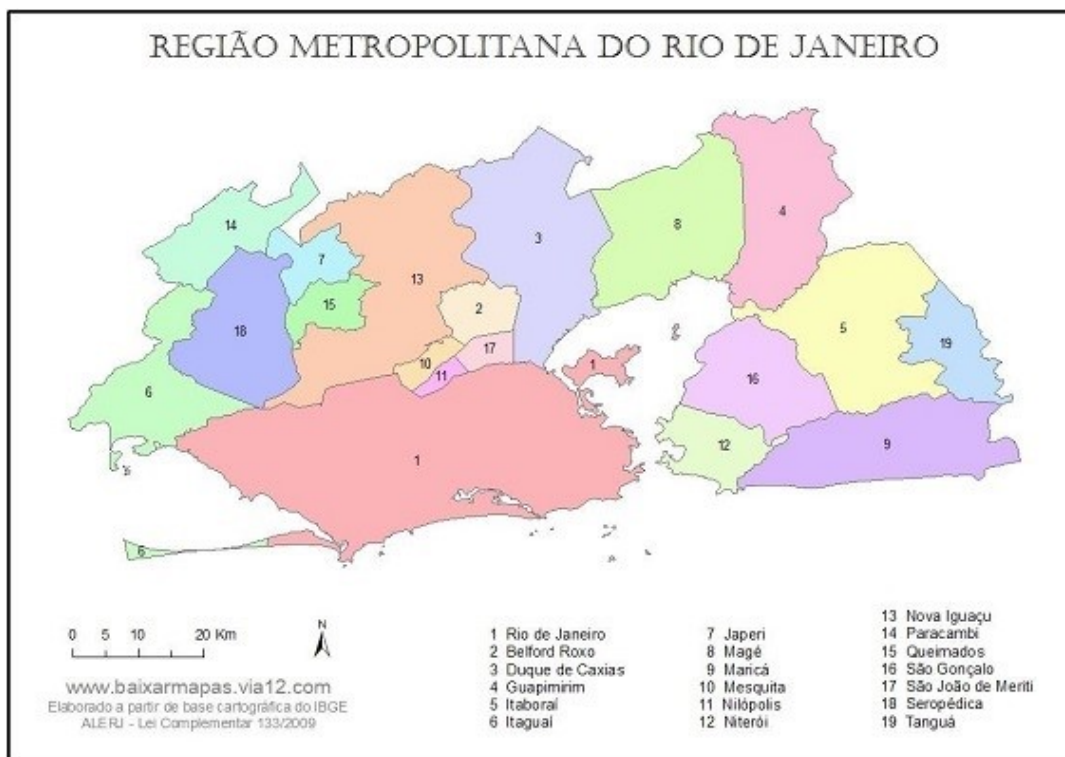 REGIÃO METROPOLITANA DO RIO DE JANEIRO
14
7
3
8
4
13
15
2
18
5
19
17
10
11
1
16
6
12
9
1
6
N
0 5 10 20 Km
www.baixarmapas.via12.com
Elaborado a partir de base cartográfica do IBGE
ALERJ - Lei Complementar 133/2009
1 Rio de Janeiro
2 Belford Roxo
3 Duque de Caxias
4 Guapimirim
5 Itaboraí
6 Itaguaí
7 Japeri
8 Magé
9 Maricá
10 Mesquita
11 Nilópolis
12 Niterói
13 Nova Iguaçu
14 Paracambi
15 Queimados
16 São Gonçalo
17 São João de Meriti
18 Seropédica
19 Tanguá